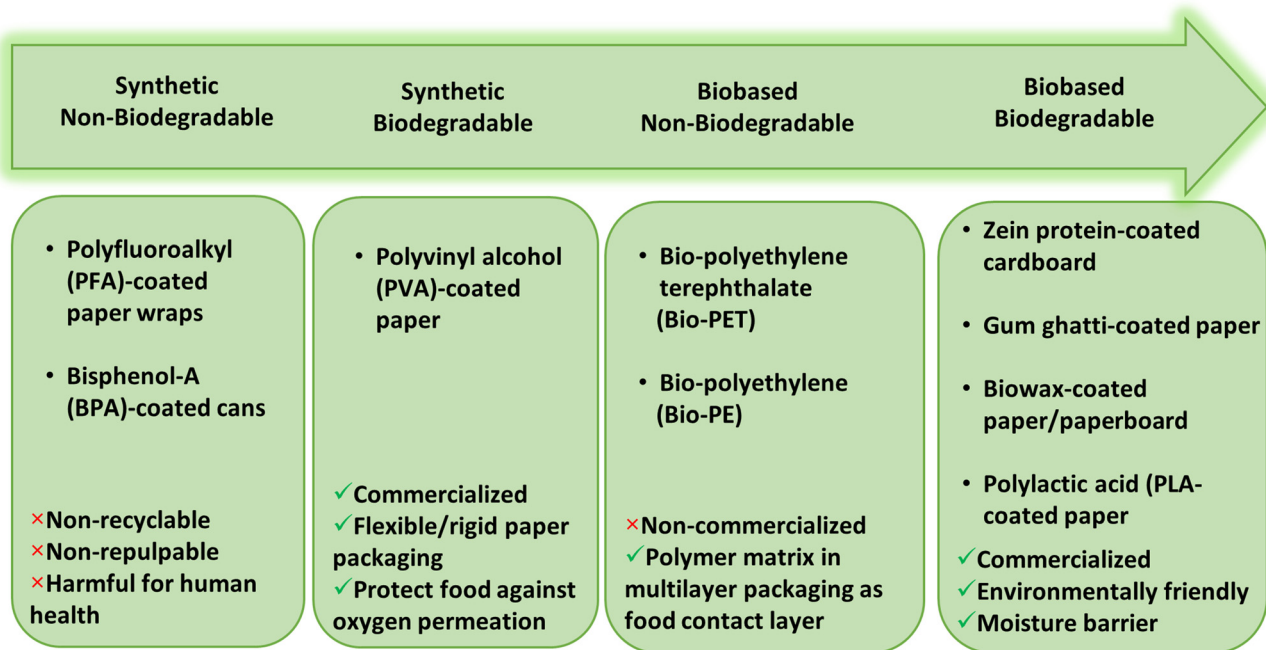 Synthetic
Non-Biodegradable
Synthetic
Biodegradable
Biobased
Non-Biodegradable
Biobased
Biodegradable
• Polyfluoroalkyl
(PFA)-coated
paper wraps
• Bisphenol-A
(BPA)-coated cans
×Non-recyclable
×Non-repulpable
×Harmful for human
health
• Polyvinyl alcohol
(PVA)-coated
paper
✓Commercialized
✓Flexible/rigid paper
packaging
✓Protect food against
oxygen permeation
• Bio-polyethylene
terephthalate
(Bio-PET)
• Bio-polyethylene
(Bio-PE)
×Non-commercialized
✓Polymer matrix in
multilayer packaging as
food contact layer
• Zein protein-coated
cardboard
• Gum ghatti-coated paper
• Biowax-coated
paper/paperboard
• Polylactic acid (PLA-
coated paper
✓Commercialized
✓Environmentally friendly
✓Moisture barrier